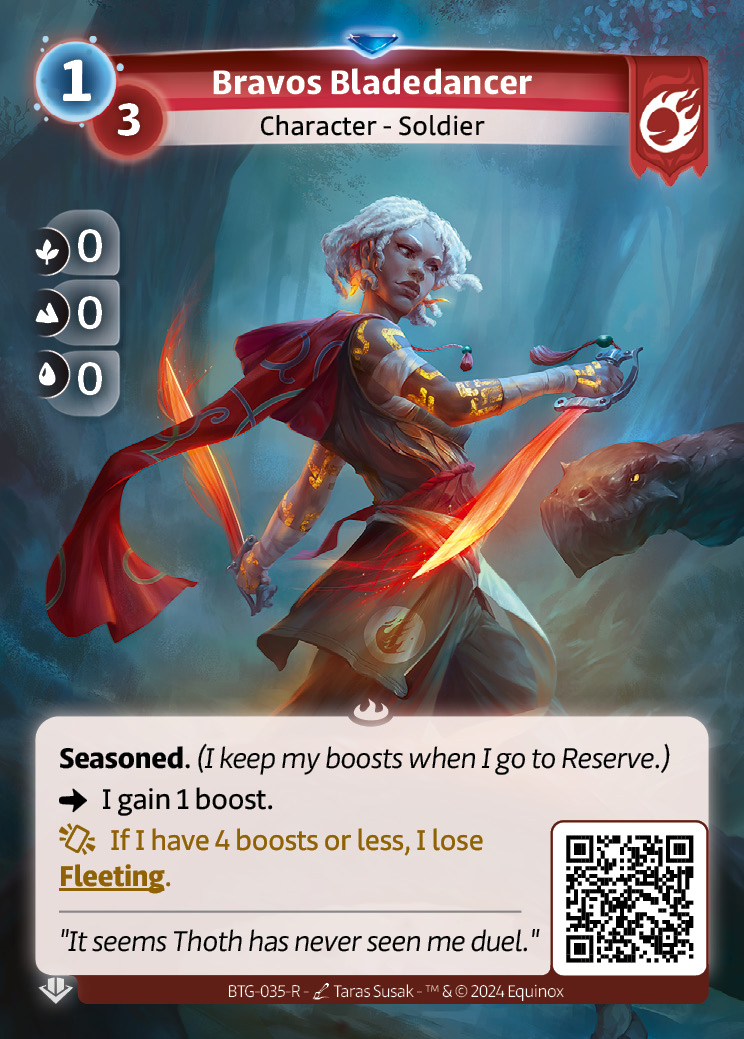 1
Bravos Bladedancer
3
Character - Soldier
0
0
0
Seasoned. (I keep my boosts when I go to Reserve.)
I gain 1 boost.
If I have 4 boosts or less, I lose
Fleeting.
"It seems Thoth has never seen me duel."
BTG-035-R - Taras Susak - ™ & © 2024 Equinox